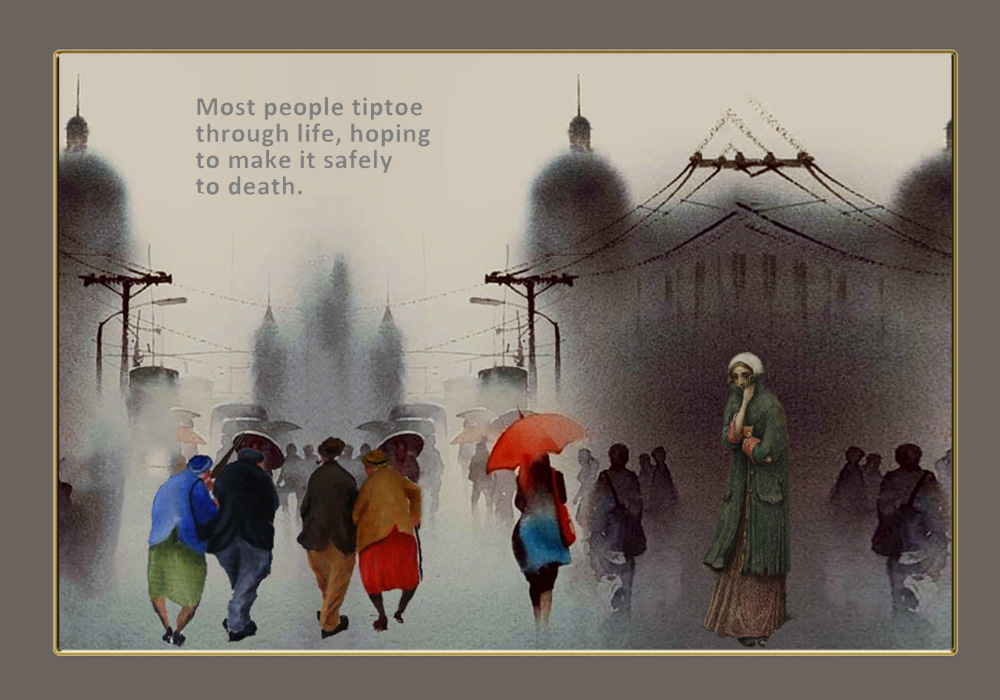 Most people tiptoe
through life, hoping
to make it safely
to death.